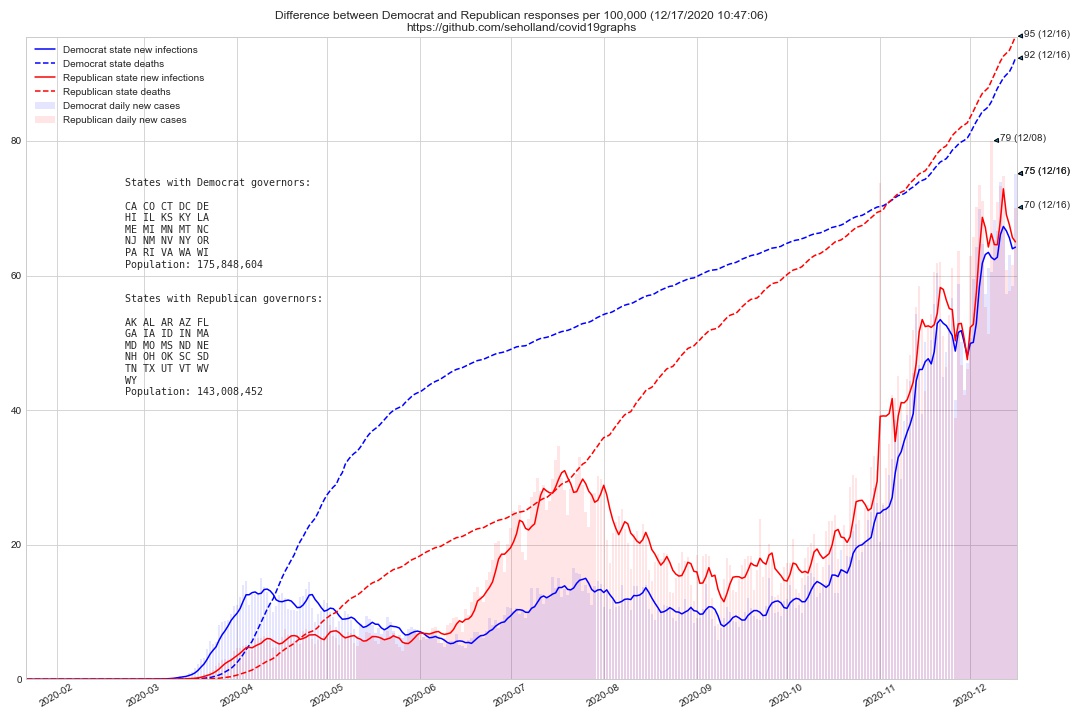 Difference between Democrat and Republican responses per 100,000 (12/17/2020 10:47:06)
https://github.com/seholland/covid19graphs
Democrat state new infections
Democrat state deaths
Republican state new infections
Republican state deaths
Democrat daily new cases
Republican daily new cases
95 (12/16)
92 (12/16)
79 (12/08)
75 (12/16)
70 (12/16)
States with Democrat governors:
CA CO CT DC DE
HI IL KS KY LA
ME MI MN MT NC
NJ NM NV NY OR
PA RI VA WA WI
Population: 175,848,604
States with Republican governors:
AK AL AR AZ FL
GA IA ID IN MA
MD MO MS ND NE
NH OH OK SC SD
TN TX UT VT WV
WY
Population: 143,008,452
80
60
40
20
0
2020-02
2020-03
2020-04
2020-05
2020-06
2020-07
2020-08
2020-09
2020-10
2020-11
2020-12